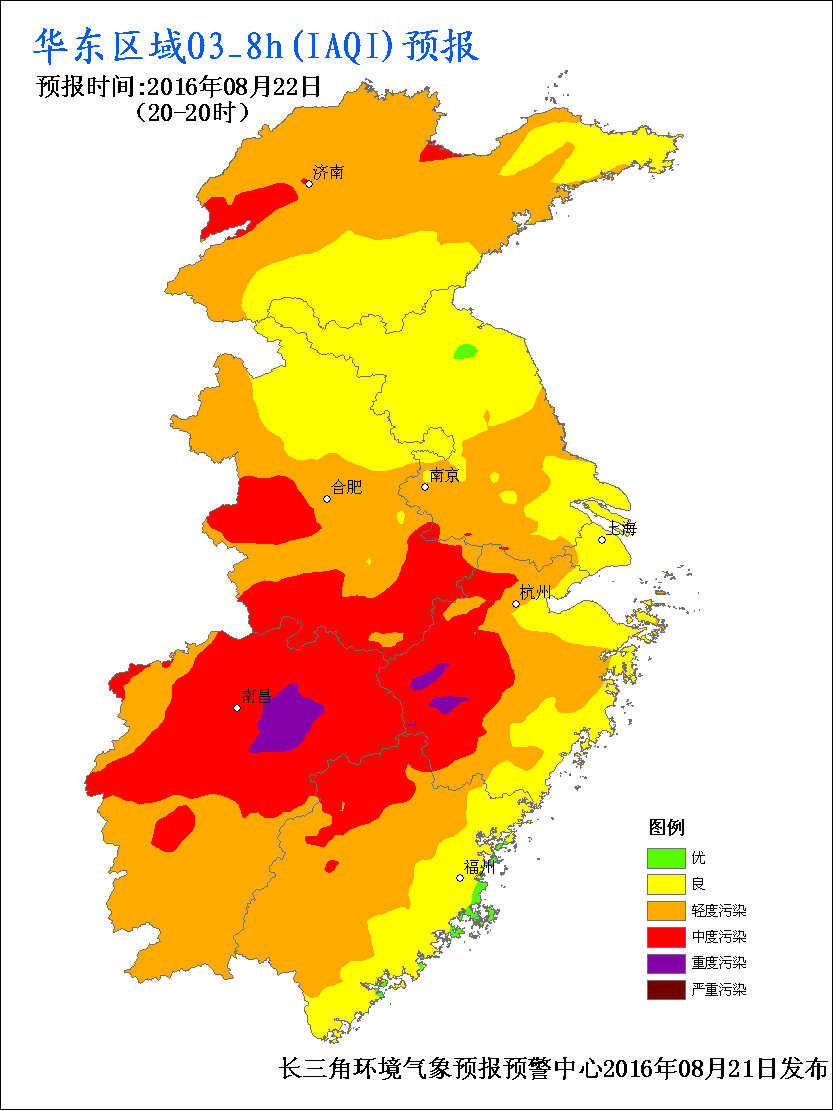 华东区域O3_8h(IAQI)预报
预报时间:2016年08月22日
(20-20时)
济南
南京
合肥
上海
杭州
南昌
图例
优
良
福州
轻度污染
中度污染
重度污染
严重污染
长三角环境气象预报预警中心2016年08月21日发布